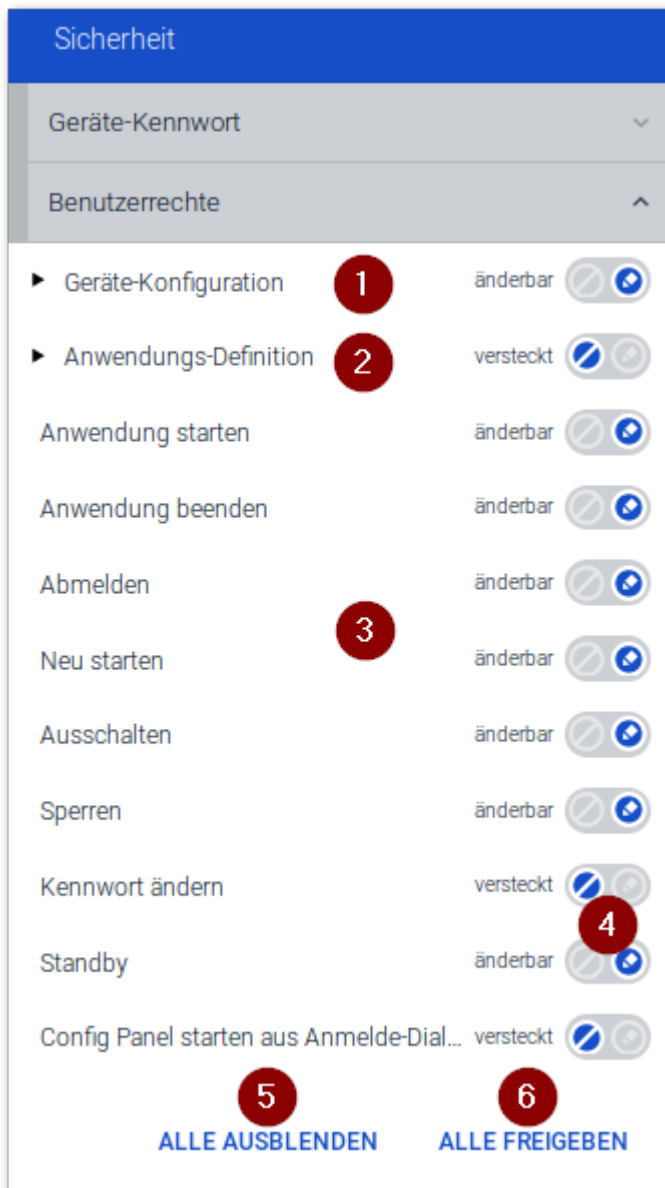 Sicherheit
Geräte-Kennwort
Benutzerrechte
Geräte-Konfiguration 1 änderbar
Anwendungs-Definition 2 versteckt
Anwendung starten änderbar
Anwendung beenden änderbar
Abmelden änderbar
3
Neu starten änderbar
Ausschalten änderbar
Sperren änderbar
Kennwort ändern versteckt
4
Standby änderbar
Config Panel starten aus Anmelde-Dial... versteckt
5 6
ALLE AUSBLENDEN ALLE FREIGEBEN